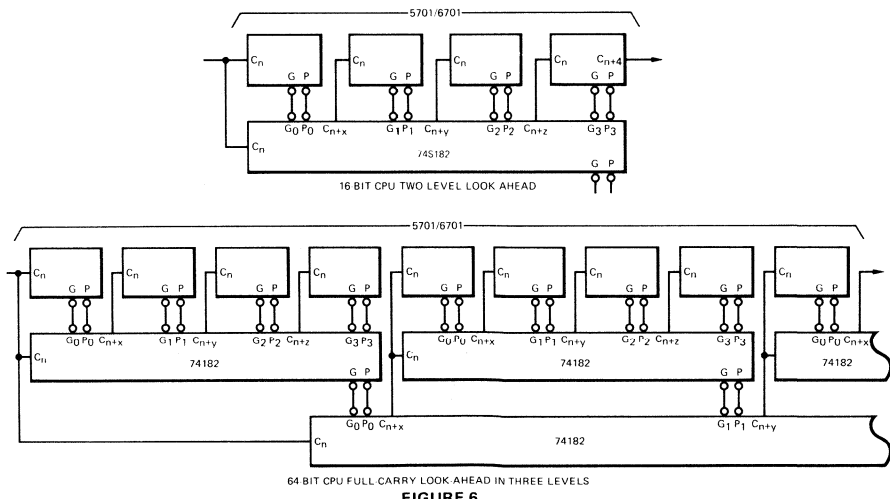 5701/6701
Cn Cn Cn Cn Cn+4
G P G P G P G P
G0 P0 Cn+x G1 P1 Cn+y G2 P2 Cn+z G3 P3
Cn 74S182
G P
16 BIT CPU TWO LEVEL LOOK AHEAD
5701/6701
Cn Cn Cn Cn Cn Cn Cn Cn Cn
G P G P G P G P G P G P G P G P G P
G0 P0 Cn+x G1 P1 Cn+y G2 P2 Cn+z G3 P3 G0 P0 Cn+x G1 P1 Cn+y G2 P2 Cn+z G3 P3 G0 P0 Cn+x
Cn 74182 Cn 74182 Cn 74182
G P G P
G0 P0 Cn+x G1 P1 Cn+y
Cn 74182
64-BIT CPU FULL-CARRY LOOK-AHEAD IN THREE LEVELS
FIGURE 6